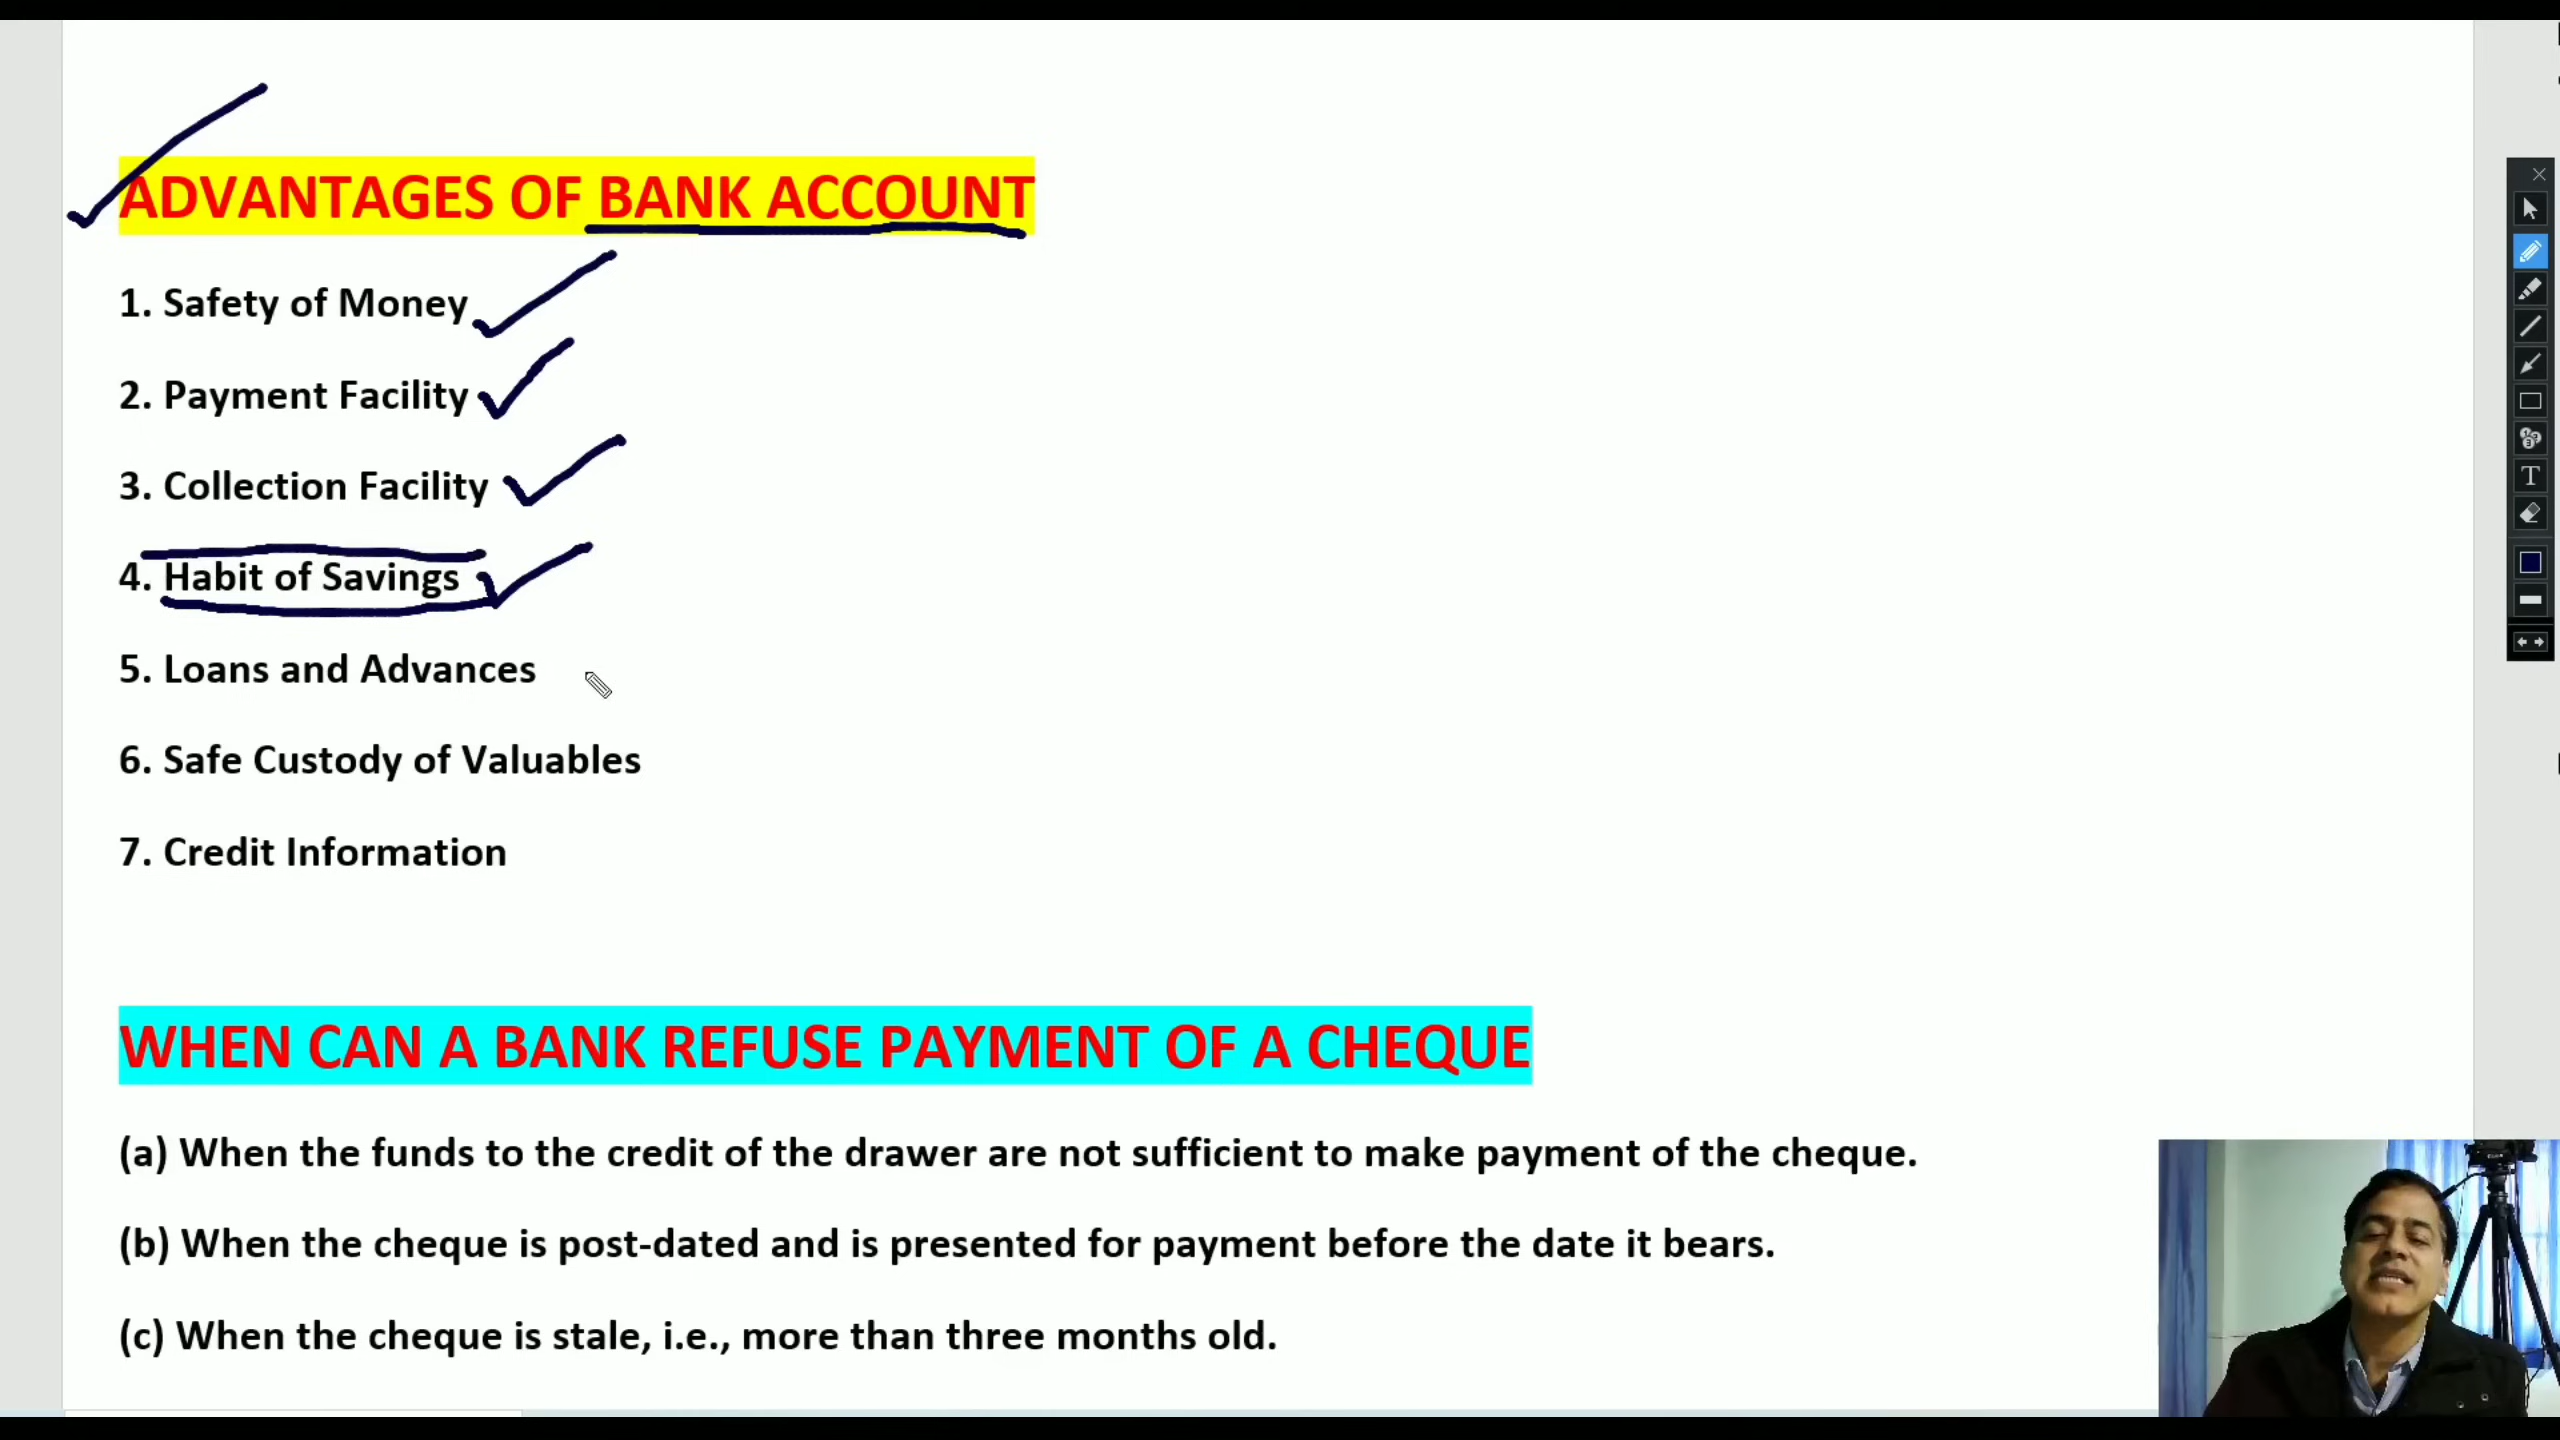 ADVANTAGES OF BANK ACCOUNT
1. Safety of Money
2. Payment Facility
3. Collection Facility
4. Habit of Savings
5. Loans and Advances
6. Safe Custody of Valuables
7. Credit Information
WHEN CAN A BANK REFUSE PAYMENT OF A CHEQUE
(a) When the funds to the credit of the drawer are not sufficient to make payment of the cheque.
(b) When the cheque is post-dated and is presented for payment before the date it bears.
(c) When the cheque is stale, i.e., more than three months old.